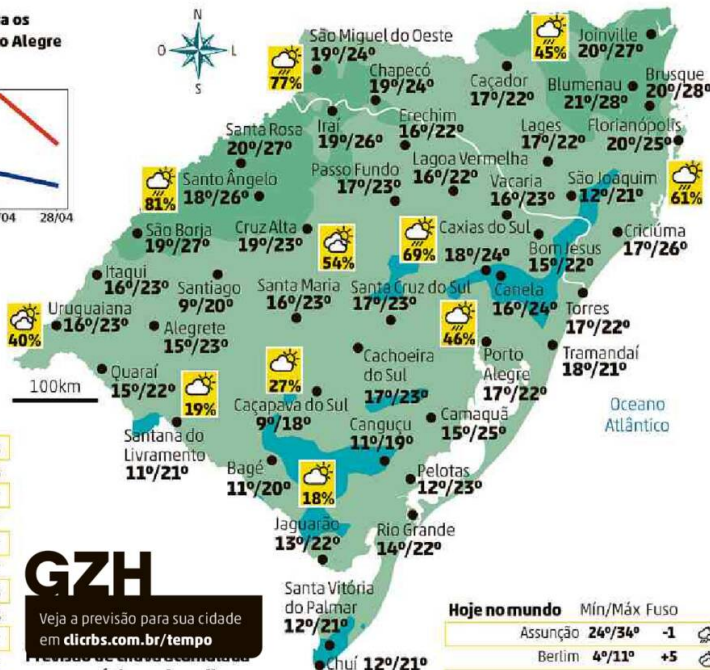 a os
o Alegre
/04 28/04
N
O L
S
São Miguel do Oeste
19º/24º
77%
Chapecó
19º/24º
Caçador
17º/22º
45%
Joinville
20º/27º
Blumenau
21º/28º
Brusque
20º/28º
Iraí
19º/26º
Erechim
16º/22º
Lages
17º/22º
Florianópolis
20º/25º
Santa Rosa
20º/27º
Passo Fundo
17º/23º
Lagoa Vermelha
16º/22º
Vacaria
16º/23º
São Joaquim
12º/21º
61%
81%
Santo Ângelo
18º/26º
São Borja
19º/27º
Cruz Alta
19º/23º
54%
69%
Caxias do Sul
18º/24º
Bom Jesus
15º/22º
Criciúma
17º/26º
Itaqui
16º/23º
Santiago
9º/20º
Santa Maria
16º/23º
Santa Cruz do Sul
17º/23º
Canela
16º/24º
Torres
17º/22º
40%
Uruguaiana
16º/23º
Alegrete
15º/23º
46%
Porto
Alegre
17º/22º
Tramandaí
18º/21º
Quaraí
15º/22º
100km
19%
27%
Cachoeira
do Sul
17º/23º
Caçapava do Sul
9º/18º
Camaquã
15º/25º
Oceano
Atlântico
Santana do
Livramento
11º/21º
Canguçu
11º/19º
Bagé
11º/20º
18%
Pelotas
12º/23º
Jaguarão
13º/22º
Rio Grande
14º/22º
Santa Vitória
do Palmar
12º/21º
Chuí 12º/21º
GZH
Veja a previsão para sua cidade
em clicrbs.com.br/tempo
Hoje no mundo Mín/Máx Fuso
Assunção 24º/34º -1
Berlim 4º/11º +5